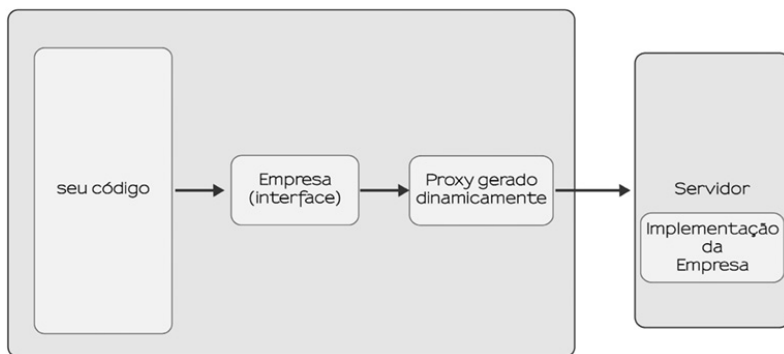 seu código
Empresa
(interface)
Proxy gerado
dinamicamente
Servidor
Implementação
da
Empresa